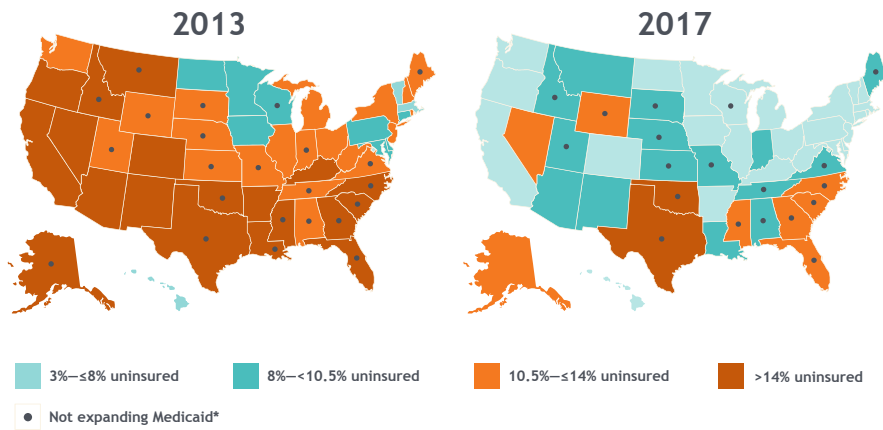 2013
2017
3%—≤8% uninsured
8%—<10.5% uninsured
10.5%—≤14% uninsured
>14% uninsured
Not expanding Medicaid*